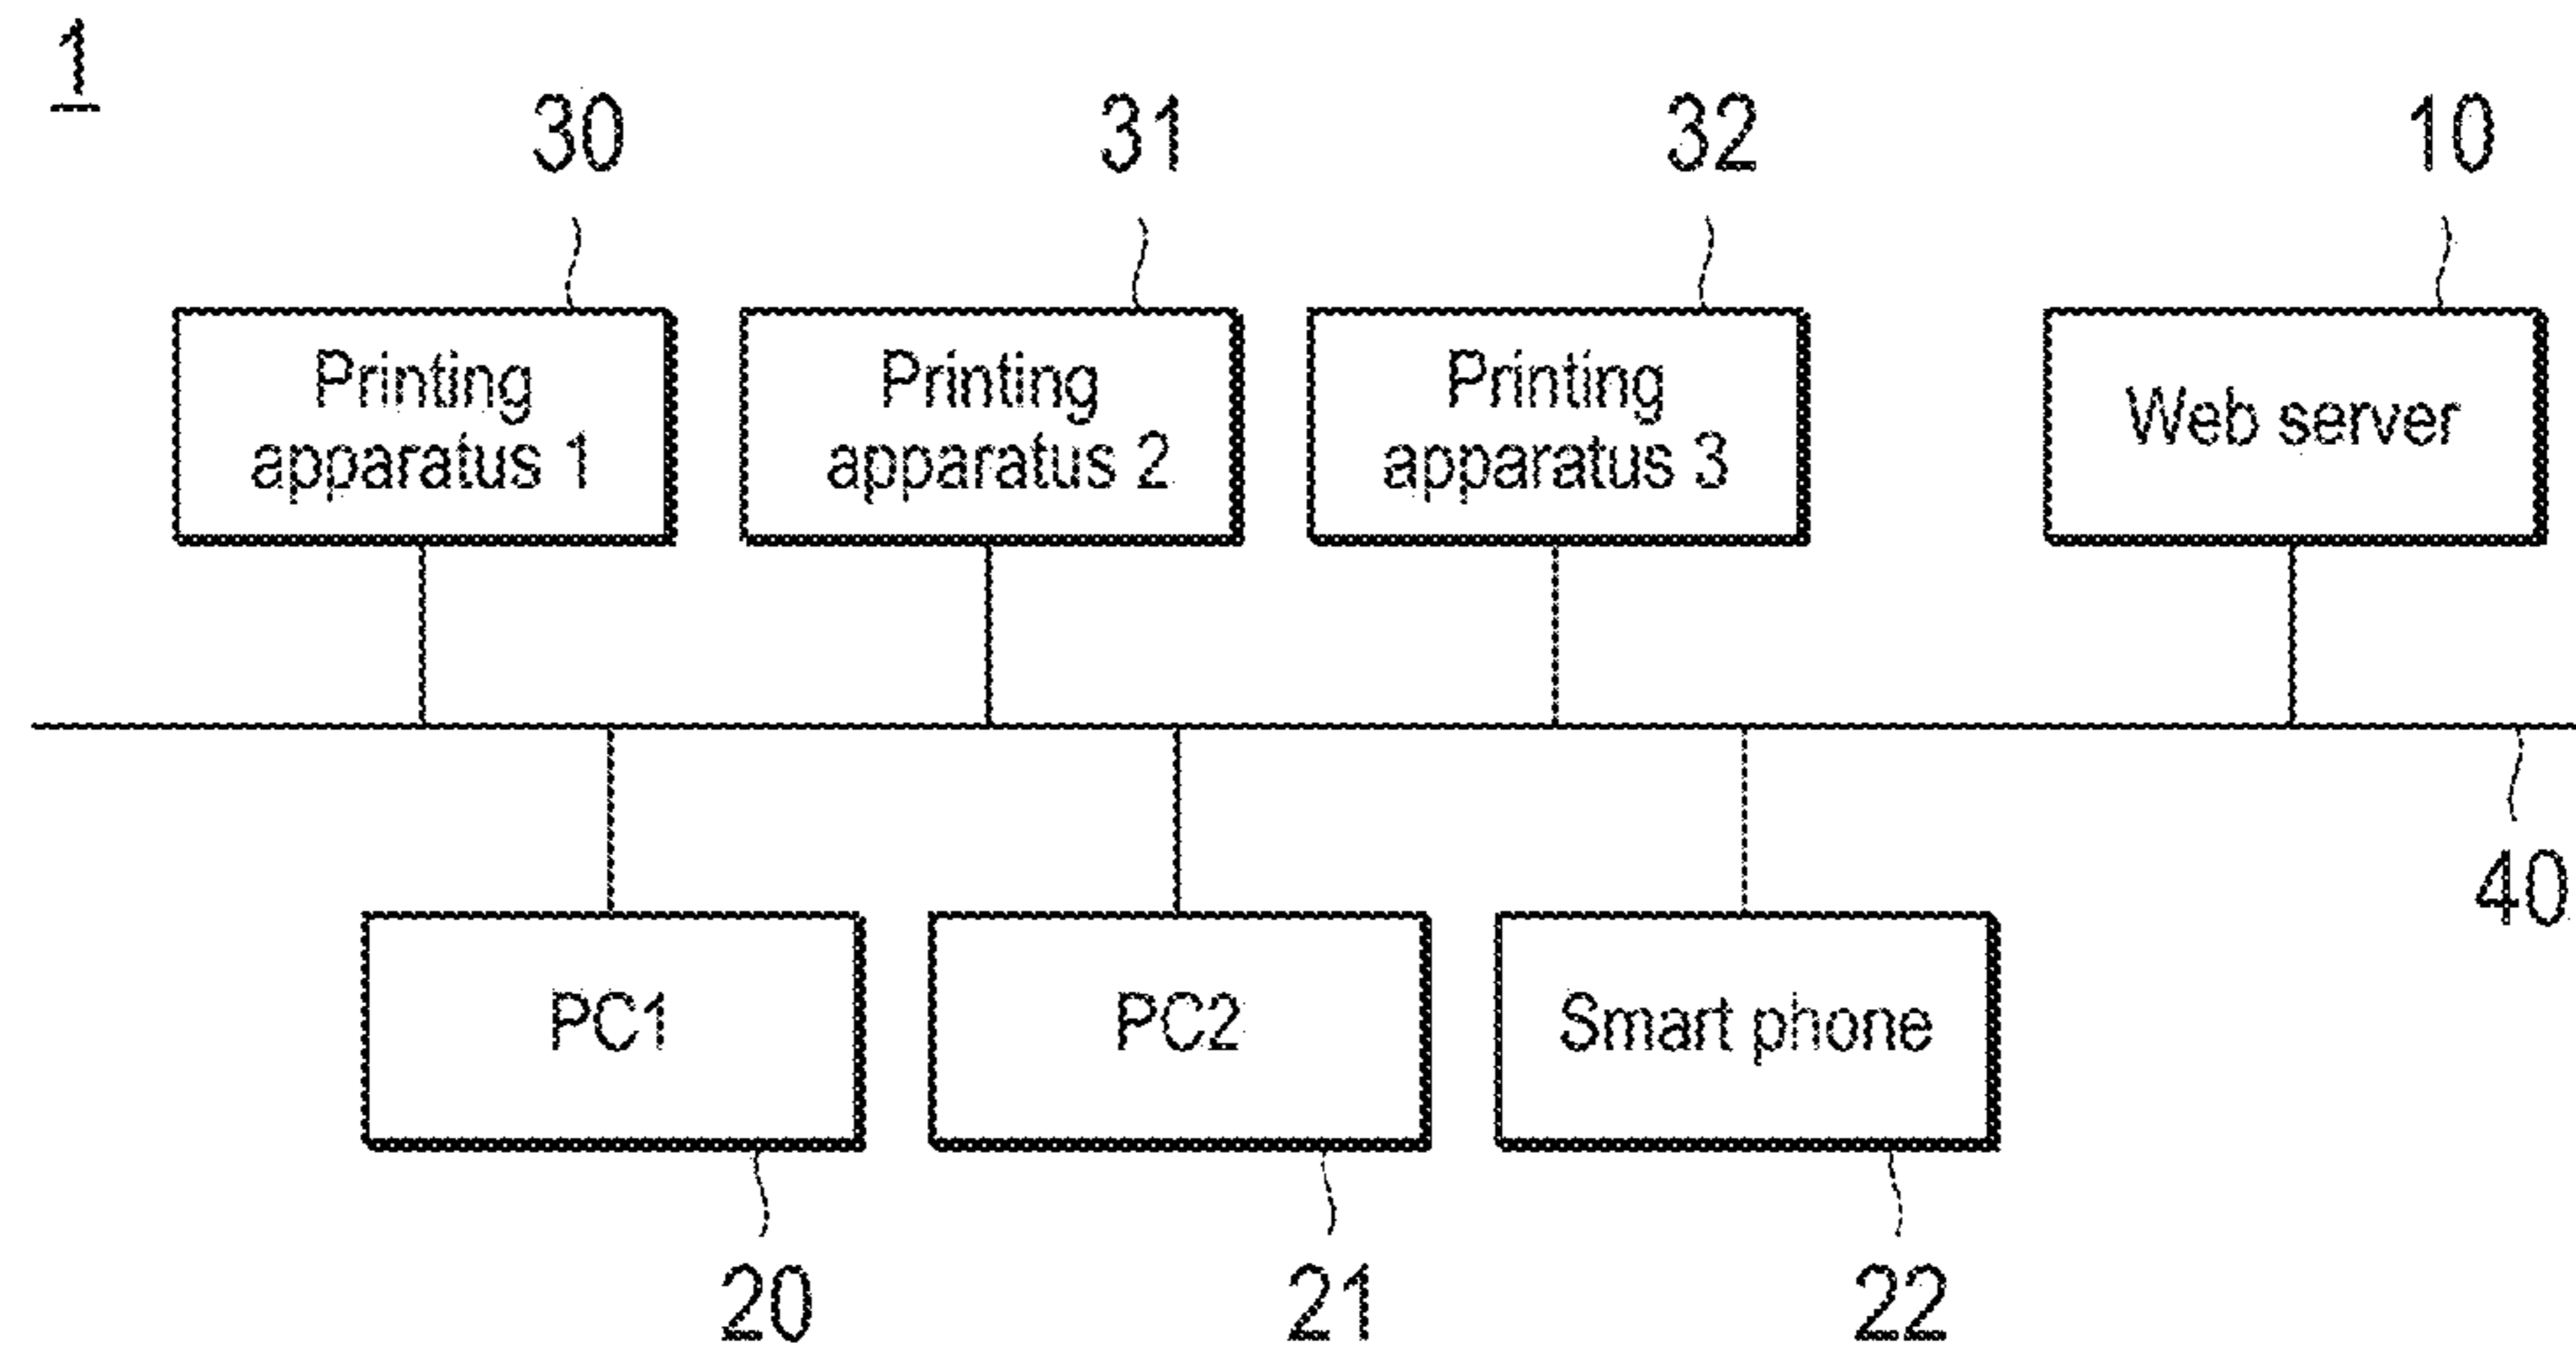 1
30
31
32
10
Printing
apparatus 1
Printing
apparatus 2
Printing
apparatus 3
Web server
40
PC1
PC2
Smart phone
20
21
22